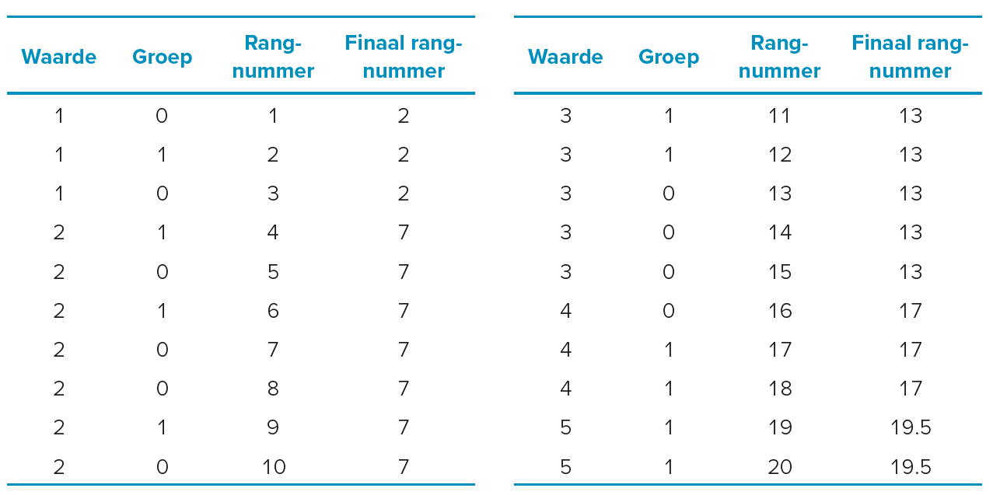 Waarde Groep Rang-nummer Finaal rang-nummer
1 0 1 2
1 1 2 2
1 0 3 2
2 1 4 7
2 0 5 7
2 1 6 7
2 0 7 7
2 0 8 7
2 1 9 7
2 0 10 7
Waarde Groep Rang-nummer Finaal rang-nummer
3 1 11 13
3 1 12 13
3 0 13 13
3 0 14 13
3 0 15 13
4 0 16 17
4 1 17 17
4 1 18 17
5 1 19 19.5
5 1 20 19.5